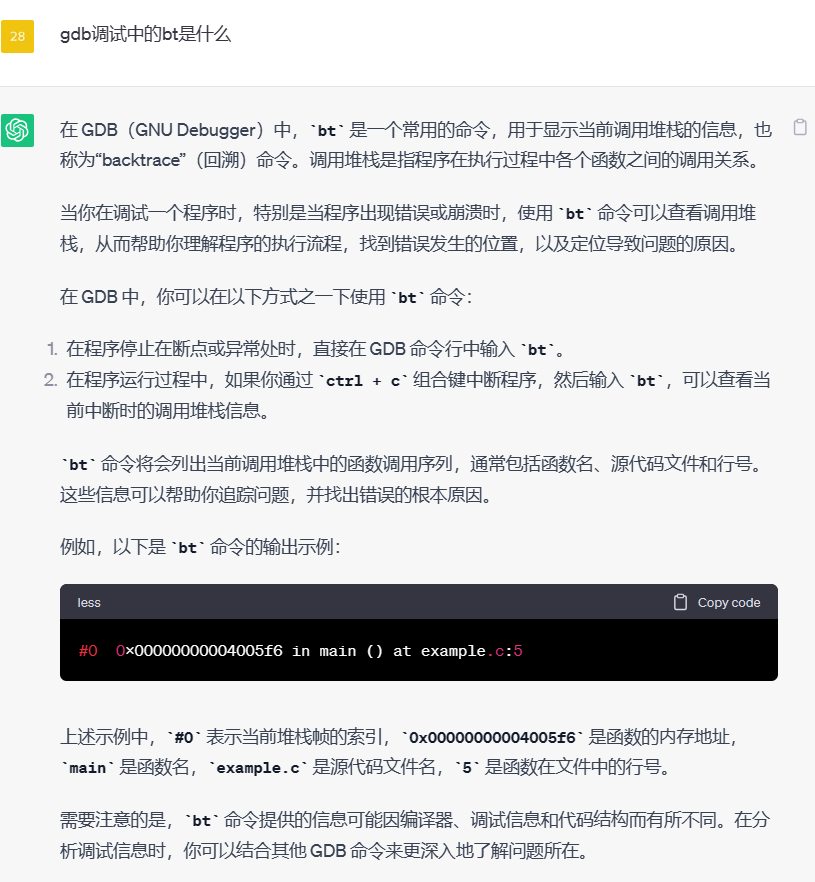 28
gdb调试中的bt是什么
在 GDB（GNU Debugger）中，`bt` 是一个常用的命令，用于显示当前调用堆栈的信息，也
称为“backtrace”（回溯）命令。调用堆栈是指程序在执行过程中各个函数之间的调用关系。
当你在调试一个程序时，特别是当程序出现错误或崩溃时，使用 `bt` 命令可以查看调用堆
栈，从而帮助你理解程序的执行流程，找到错误发生的位置，以及定位导致问题的原因。
在 GDB 中，你可以在以下方式之一下使用 `bt` 命令：
1. 在程序停止在断点或异常处时，直接在 GDB 命令行中输入 `bt`。
2. 在程序运行过程中，如果你通过 `ctrl + c` 组合键中断程序，然后输入 `bt`，可以查看当
前中断时的调用堆栈信息。
`bt` 命令将会列出当前调用堆栈中的函数调用序列，通常包括函数名、源代码文件和行号。
这些信息可以帮助你追踪问题，并找出错误的根本原因。
例如，以下是 `bt` 命令的输出示例：
less
Copy code
#0  0x00000000004005f6 in main () at example.c:5
上述示例中，`#0` 表示当前堆栈帧的索引，`0x00000000004005f6` 是函数的内存地址，
`main` 是函数名，`example.c` 是源代码文件名，`5` 是函数在文件中的行号。
需要注意的是，`bt` 命令提供的信息可能因编译器、调试信息和代码结构而有所不同。在分
析调试信息时，你可以结合其他 GDB 命令来更深入地了解问题所在。